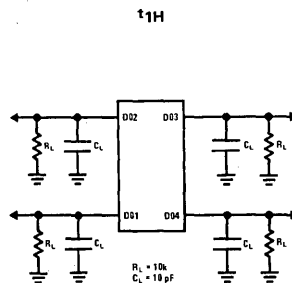 t1H
DO2 DO3
RL CL CL RL
DO1 DO4
RL CL CL RL
RL = 10k
CL = 10 pF